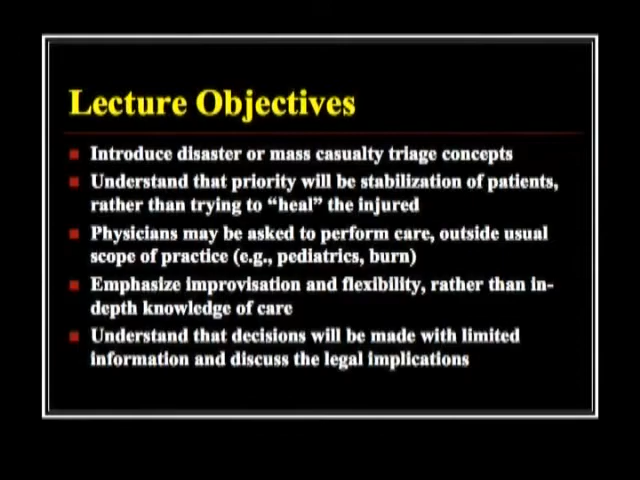 Lecture Objectives
Introduce disaster or mass casualty triage concepts
Understand that priority will be stabilization of patients,
rather than trying to “heal” the injured
Physicians may be asked to perform care, outside usual
scope of practice (e.g., pediatrics, burn)
Emphasize improvisation and flexibility, rather than in-
depth knowledge of care
Understand that decisions will be made with limited
information and discuss the legal implications